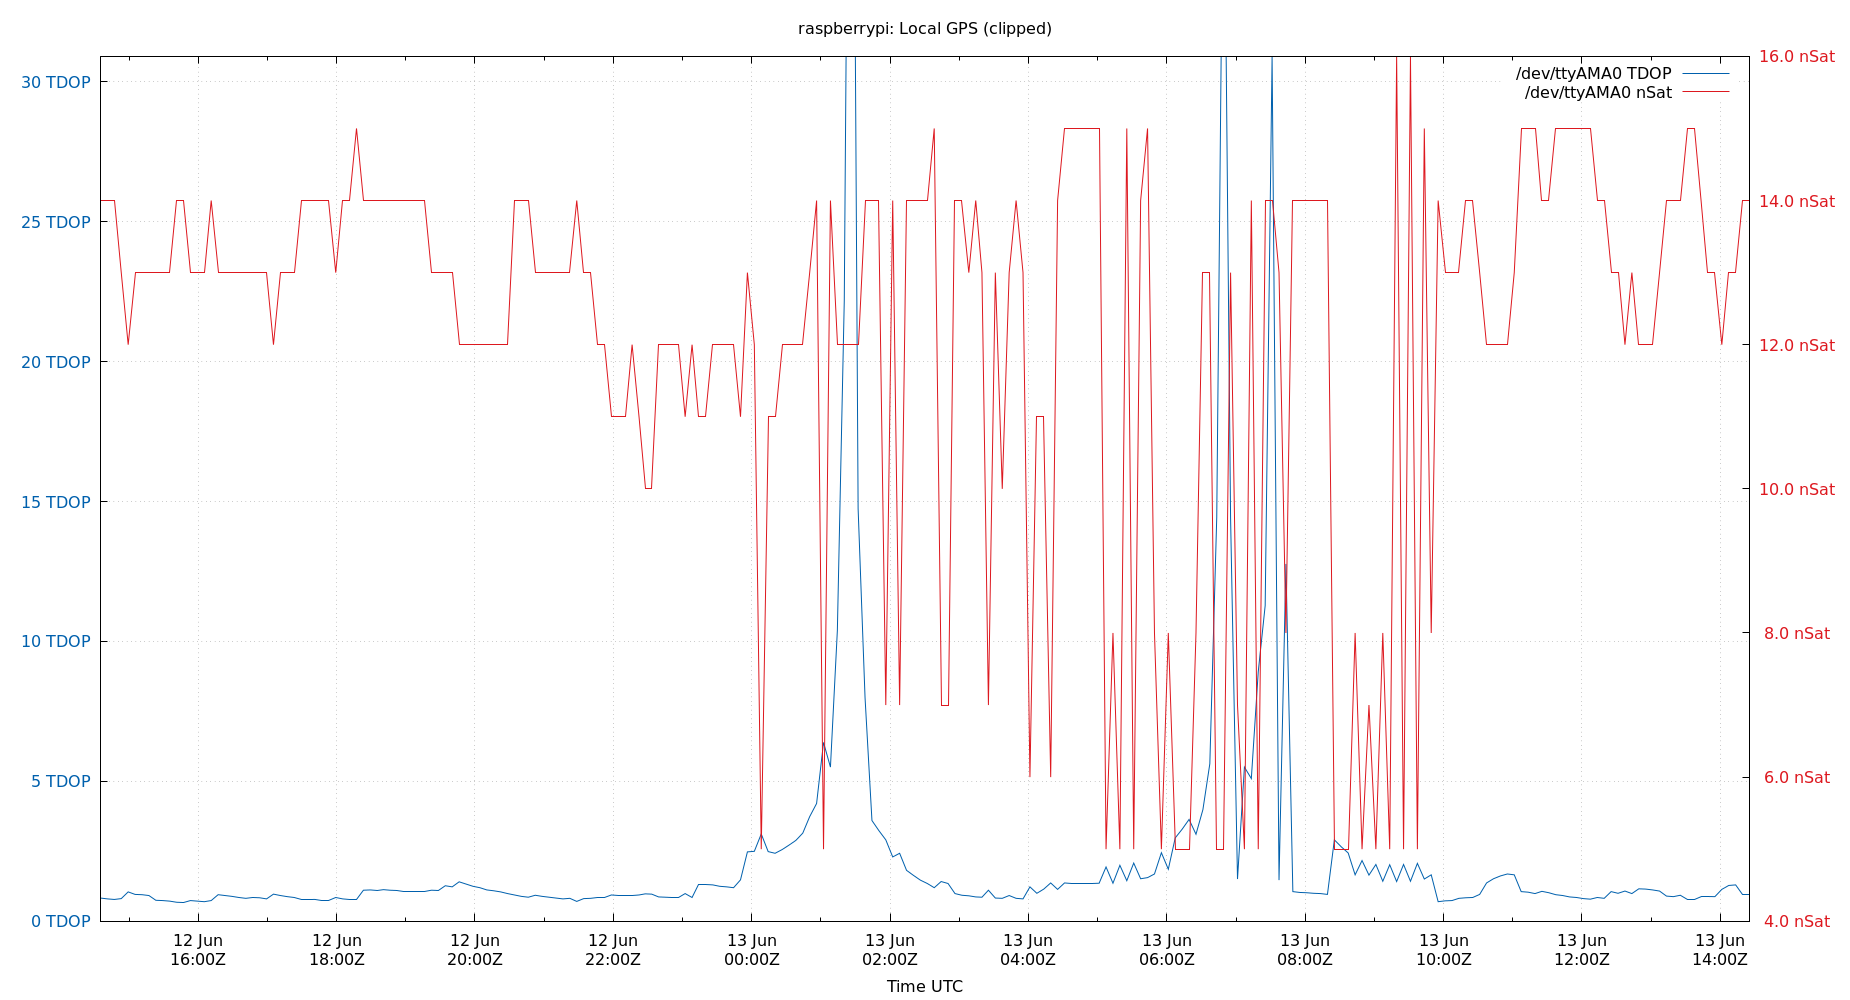 raspberrypi: Local GPS (clipped)
30 TDOP
25 TDOP
20 TDOP
15 TDOP
10 TDOP
5 TDOP
0 TDOP
16.0 nSat
14.0 nSat
12.0 nSat
10.0 nSat
8.0 nSat
6.0 nSat
4.0 nSat
/dev/ttyAMA0 TDOP
/dev/ttyAMA0 nSat
12 Jun
16:00Z
12 Jun
18:00Z
12 Jun
20:00Z
12 Jun
22:00Z
13 Jun
00:00Z
13 Jun
02:00Z
13 Jun
04:00Z
13 Jun
06:00Z
13 Jun
08:00Z
13 Jun
10:00Z
13 Jun
12:00Z
13 Jun
14:00Z
Time UTC